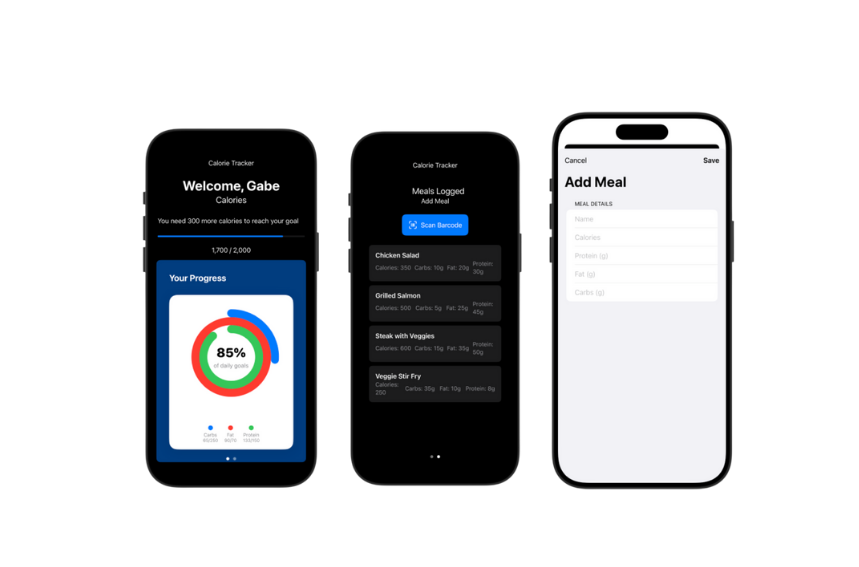 Calorie Tracker
Welcome, Gabe
Calories
You need 300 more calories to reach your goal
1,700 / 2,000
Your Progress
85%
of daily goals
Carbs Fat Protein
Calorie Tracker
Meals Logged
Add Meal
Scan Barcode
Chicken Salad
Calories: 350 Carbs: 10g Fat: 20g Protein:
30g
Grilled Salmon
Calories: 500 Carbs: 5g Fat: 25g Protein:
45g
Steak with Veggies
Calories: 600 Carbs: 15g Fat: 35g Protein:
50g
Veggie Stir Fry
Calories:
250 Carbs: 35g Fat: 10g Protein: 8g
Cancel Save
Add Meal
MEAL DETAILS
Name
Calories
Protein (g)
Fat (g)
Carbs (g)